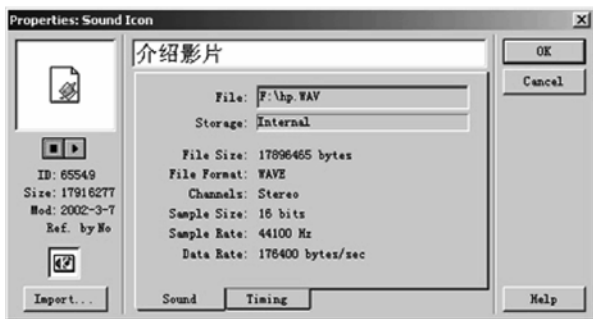 Properties: Sound Icon
介绍影片
OK
Cancel
File: F:\hp.WAV
Storage: Internal
ID: 65549
Size: 17916277
Mod: 2002-3-7
Ref. by No
File Size: 17896465 bytes
File Format: WAVE
Channels: Stereo
Sample Size: 16 bits
Sample Rate: 44100 Hz
Data Rate: 176400 bytes/sec
Import...
Sound
Timing
Help